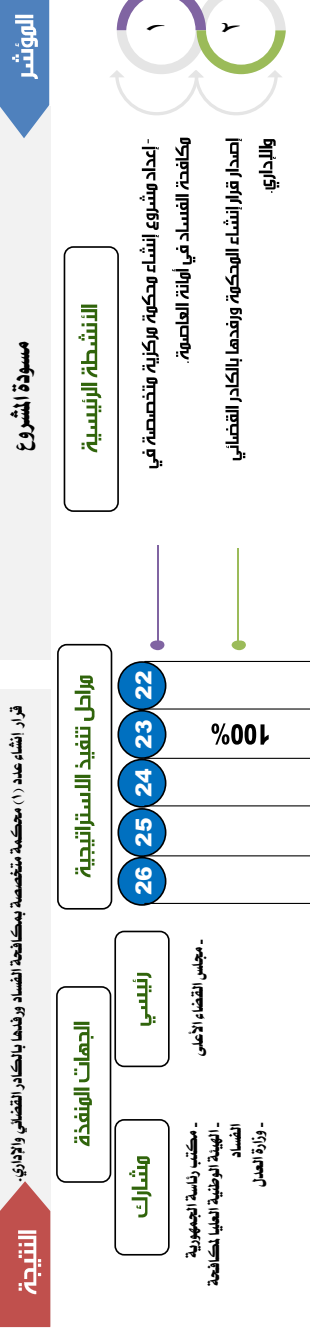 المؤشر
مسودة المشروع
قرار إنشاء عدد (١) محكمة متخصصة بمكافحة الفساد ورفدها بالكادر القضائي والإداري.
النتيجة
الأنشطة الرئيسية
مراحل تنفيذ الاستراتيجية
الجهات المنفذة
رئيسي
مشارك
22
23
24
25
26
١
- إعداد مشروع إنشاء محكمة مركزية متخصصة في
مكافحة الفساد في أمانة العاصمة.
٢
إصدار قرار إنشاء المحكمة ورفدها بالكادر القضائي
والإداري.
100%
- مجلس القضاء الأعلى
- مكتب رئاسة الجمهورية
- الهيئة الوطنية العليا لمكافحة
الفساد
- وزارة العدل